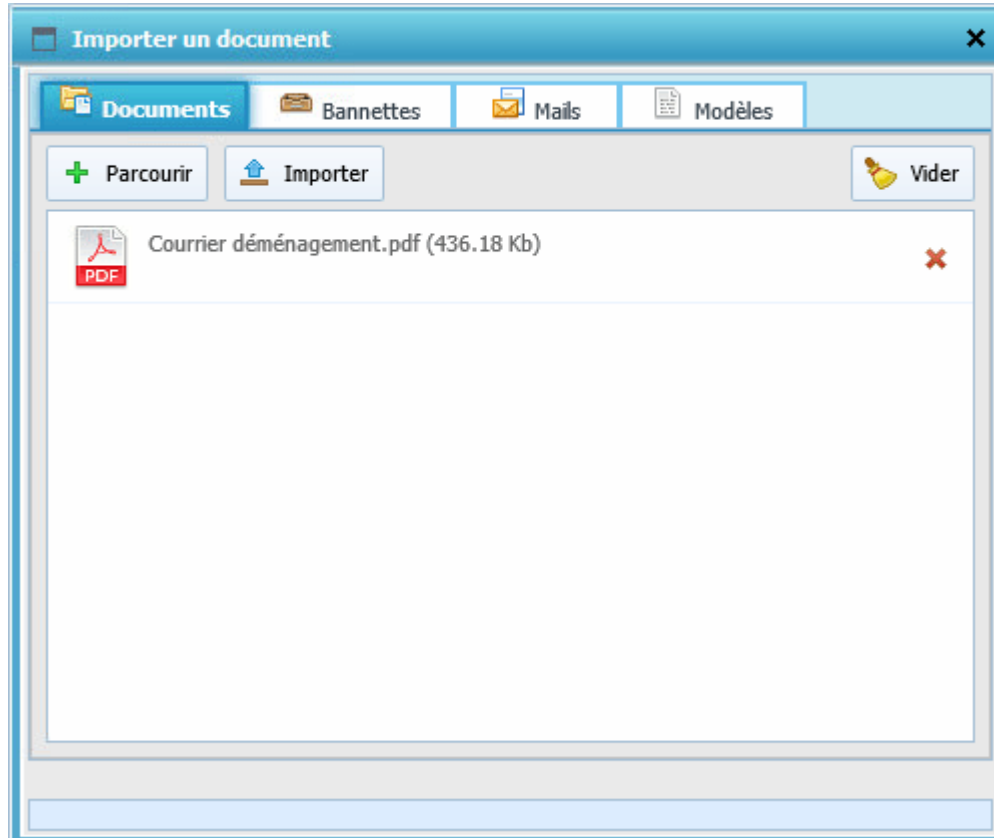 Importer un document
Documents Bannettes Mails Modèles
Parcourir Importer Vider
Courrier déménagement.pdf (436.18 Kb)
PDF